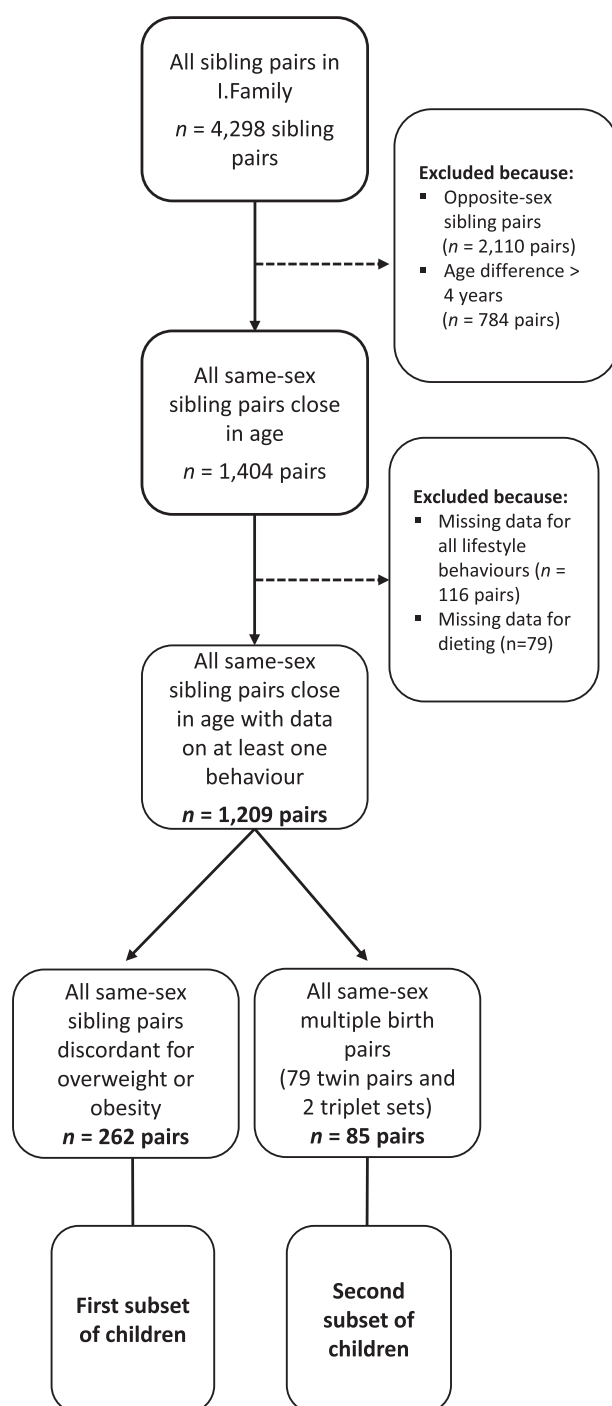 All sibling pairs in
I.Family
n = 4,298 sibling
pairs
Excluded because:
▪ Opposite-sex
sibling pairs
(n = 2,110 pairs)
▪ Age difference >
4 years
(n = 784 pairs)
All same-sex
sibling pairs close
in age
n = 1,404 pairs
Excluded because:
▪ Missing data for
all lifestyle
behaviours (n =
116 pairs)
▪ Missing data for
dieting (n=79)
All same-sex
sibling pairs close
in age with data
on at least one
behaviour
n = 1,209 pairs
All same-sex
sibling pairs
discordant for
overweight or
obesity
n = 262 pairs
All same-sex
multiple birth
pairs
(79 twin pairs and
2 triplet sets)
n = 85 pairs
First subset
of children
Second
subset of
children